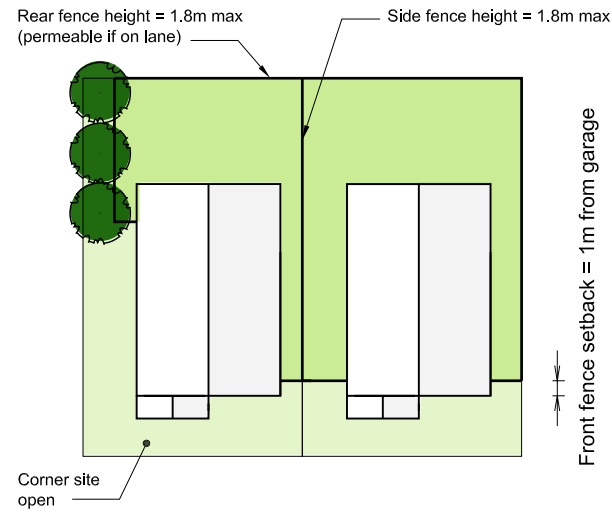 Rear fence height = 1.8m max
(permeable if on lane)
Side fence height = 1.8m max
Front fence setback = 1m from garage
Corner site
open